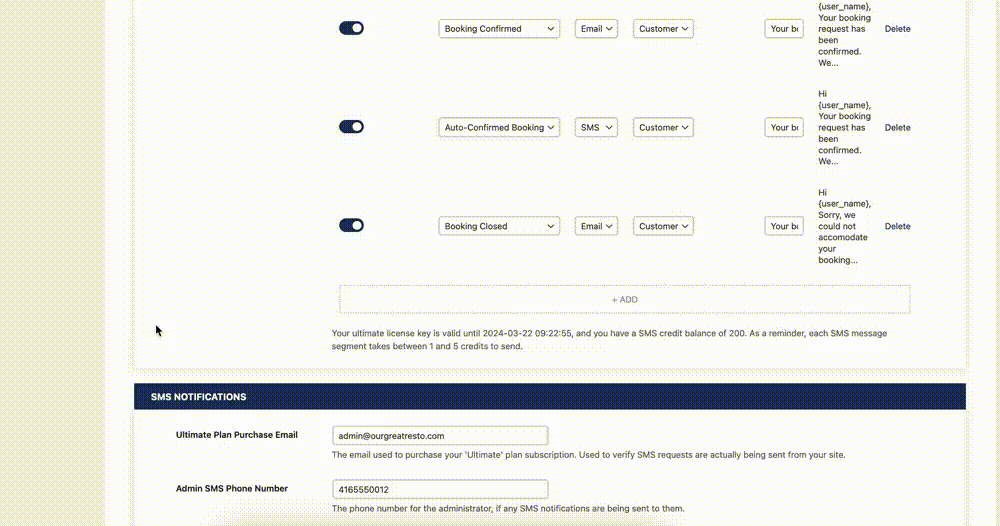 {user_name},
Your booking
request has
been
confirmed.
We...
Booking Confirmed Email Customer Your bo Delete
Hi
{user_name},
Your booking
request has
been
confirmed.
We...
Auto-Confirmed Booking SMS Customer Your bo Delete
Hi
{user_name},
Sorry, we
could not
accomodate
your
booking...
Booking Closed Email Customer Your bo Delete
+ ADD
Your ultimate license key is valid until 2024-03-22 09:22:55, and you have a SMS credit balance of 200. As a reminder, each SMS message
segment takes between 1 and 5 credits to send.
SMS NOTIFICATIONS
Ultimate Plan Purchase Email admin@ourgreatresto.com
The email used to purchase your 'Ultimate' plan subscription. Used to verify SMS requests are actually being sent from your site.
Admin SMS Phone Number 4165550012
The phone number for the administrator, if any SMS notifications are being sent to them.